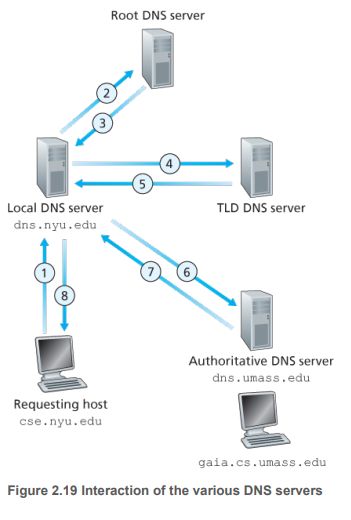 Root DNS server
2
3
4
5
Local DNS server
dns.nyu.edu
TLD DNS server
1
8
6
7
Authoritative DNS server
dns.umass.edu
Requesting host
cse.nyu.edu
gaia.cs.umass.edu
Figure 2.19 Interaction of the various DNS servers